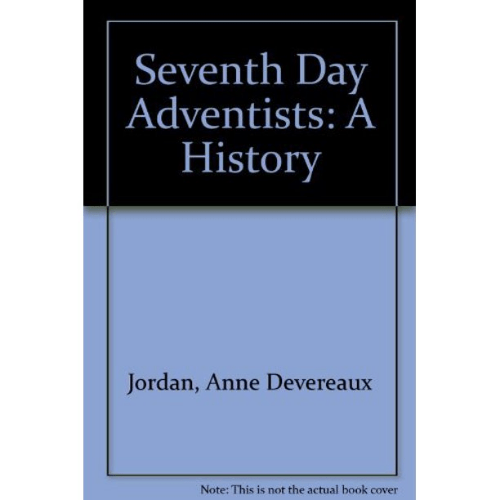 Seventh Day
Adventists: A
History
Jordan, Anne Devereaux
Note: This is not the actual book cover